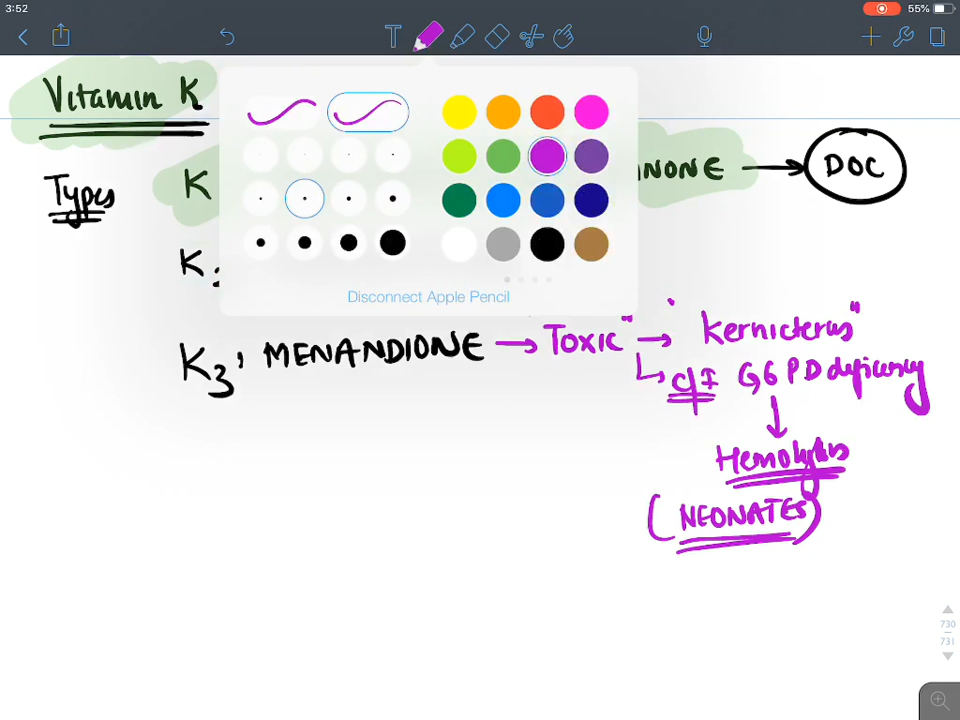 3:52
55%
T
Vitamin K
Types
K
NONE → DOC
K
K3: MENANDIONE → Toxic" → "Kernicterus"
C/I G6PD deficiency
Hemolysis
(NEONATES)
Disconnect Apple Pencil
730
731